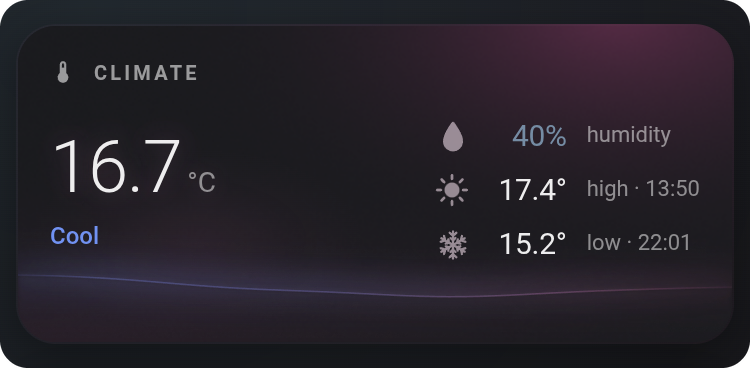 CLIMATE
16.7 °C
Cool
40% humidity
17.4° high · 13:50
15.2° low · 22:01